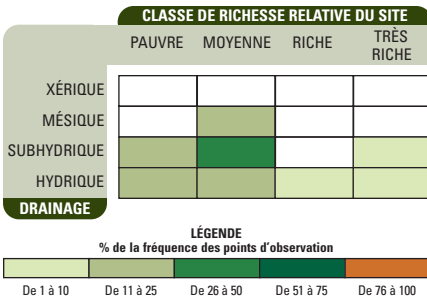 CLASSE DE RICHESSE RELATIVE DU SITE
PAUVRE MOYENNE RICHE TRÈS RICHE
XÉRIQUE
MÉSIQUE
SUBHYDRIQUE
HYDRIQUE
DRAINAGE
LÉGENDE
% de la fréquence des points d'observation
De 1 à 10 De 11 à 25 De 26 à 50 De 51 à 75 De 76 à 100